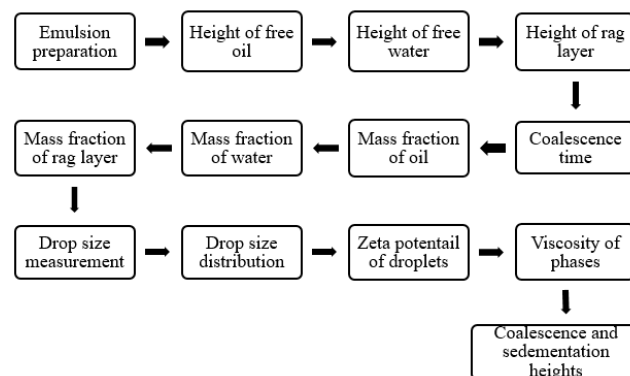 Emulsion
preparation
Height of free
oil
Height of free
water
Height of rag
layer
Coalescence
time
Mass fraction
of oil
Mass fraction
of water
Mass fraction
of rag layer
Drop size
measurement
Drop size
distribution
Zeta potentail
of droplets
Viscosity of
phases
Coalescence and
sedementation
heights